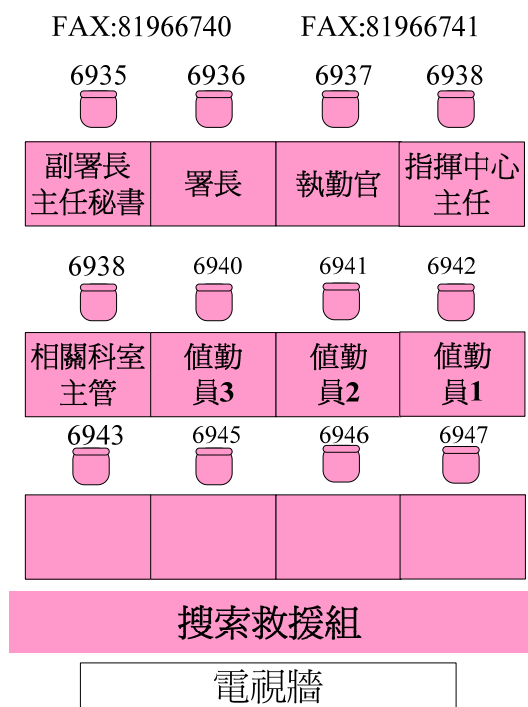 FAX:81966740 FAX:81966741
6935 6936 6937 6938
副署長
主任秘書
署長
執勤官
指揮中心
主任
6938 6940 6941 6942
相關科室
主管
值勤
員3
值勤
員2
值勤
員1
6943 6945 6946 6947
搜索救援組
電視牆